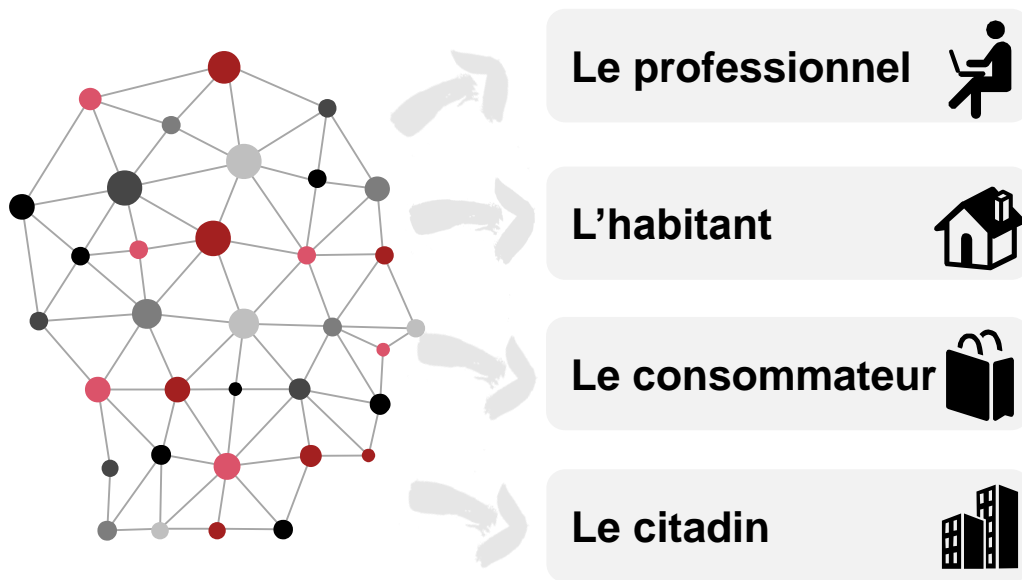 Le professionnel
L’habitant
Le consommateur
Le citadin